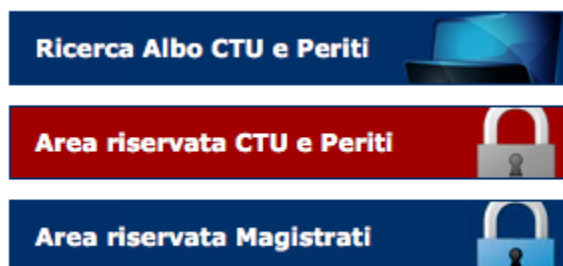 Ricerca Albo CTU e Periti
Area riservata CTU e Periti
Area riservata Magistrati